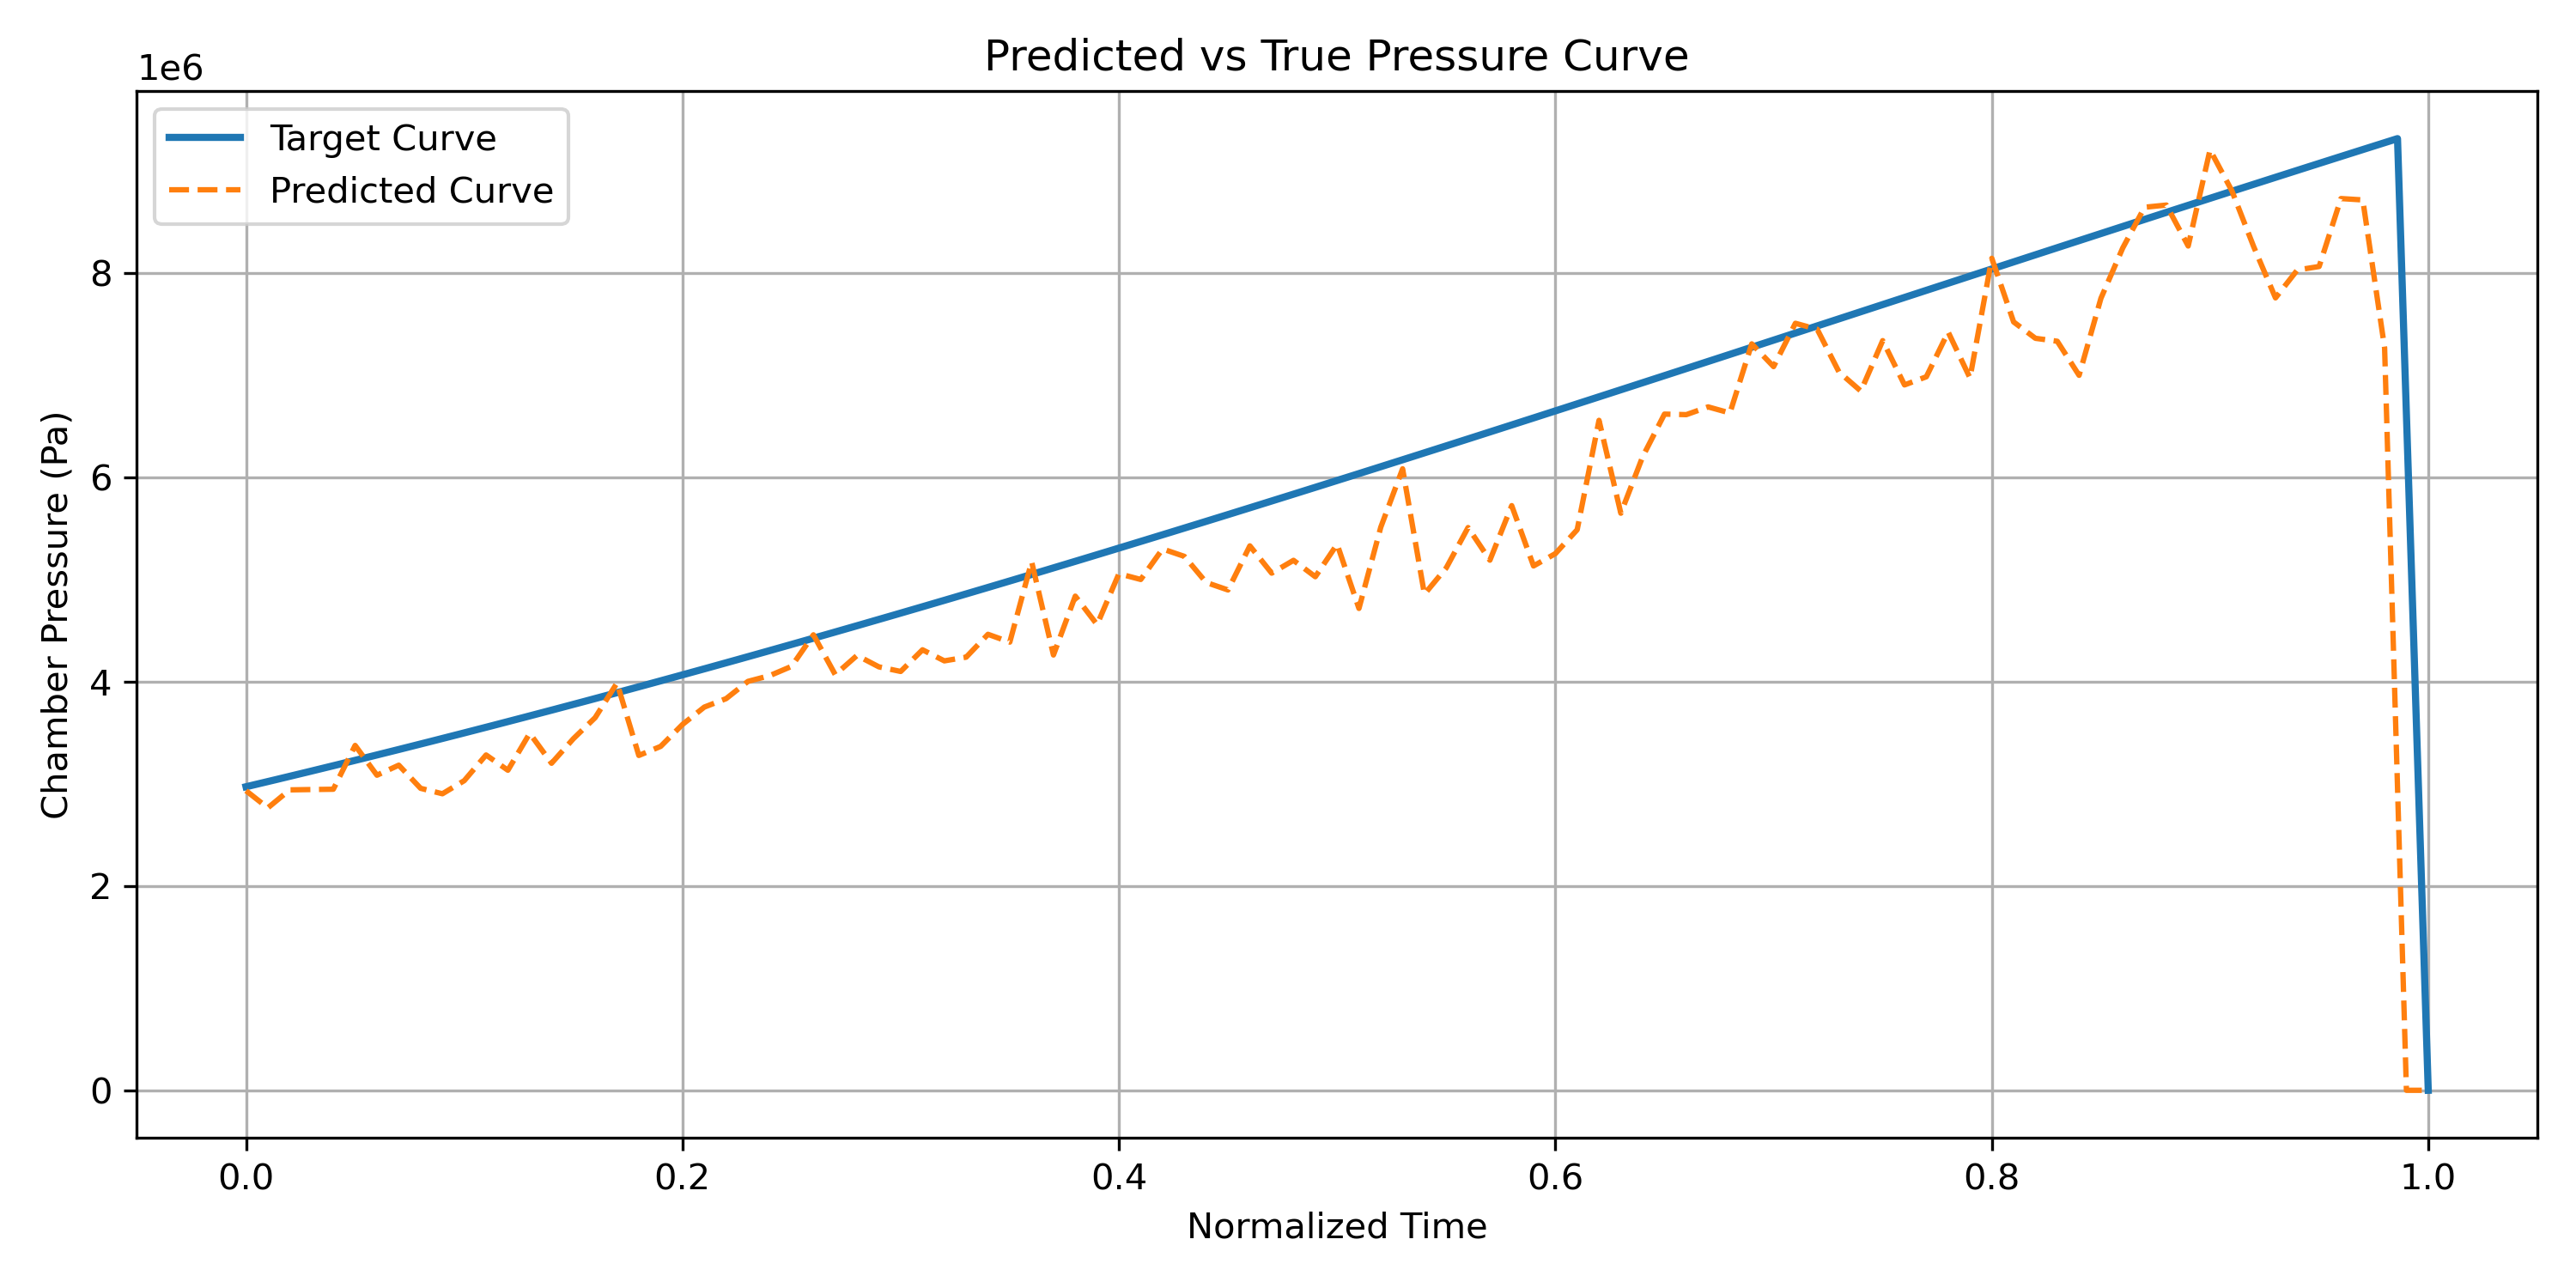 Predicted vs True Pressure Curve
1e6
Target Curve
Predicted Curve
Chamber Pressure (Pa)
8
6
4
2
0
0.0 0.2 0.4 0.6 0.8 1.0
Normalized Time